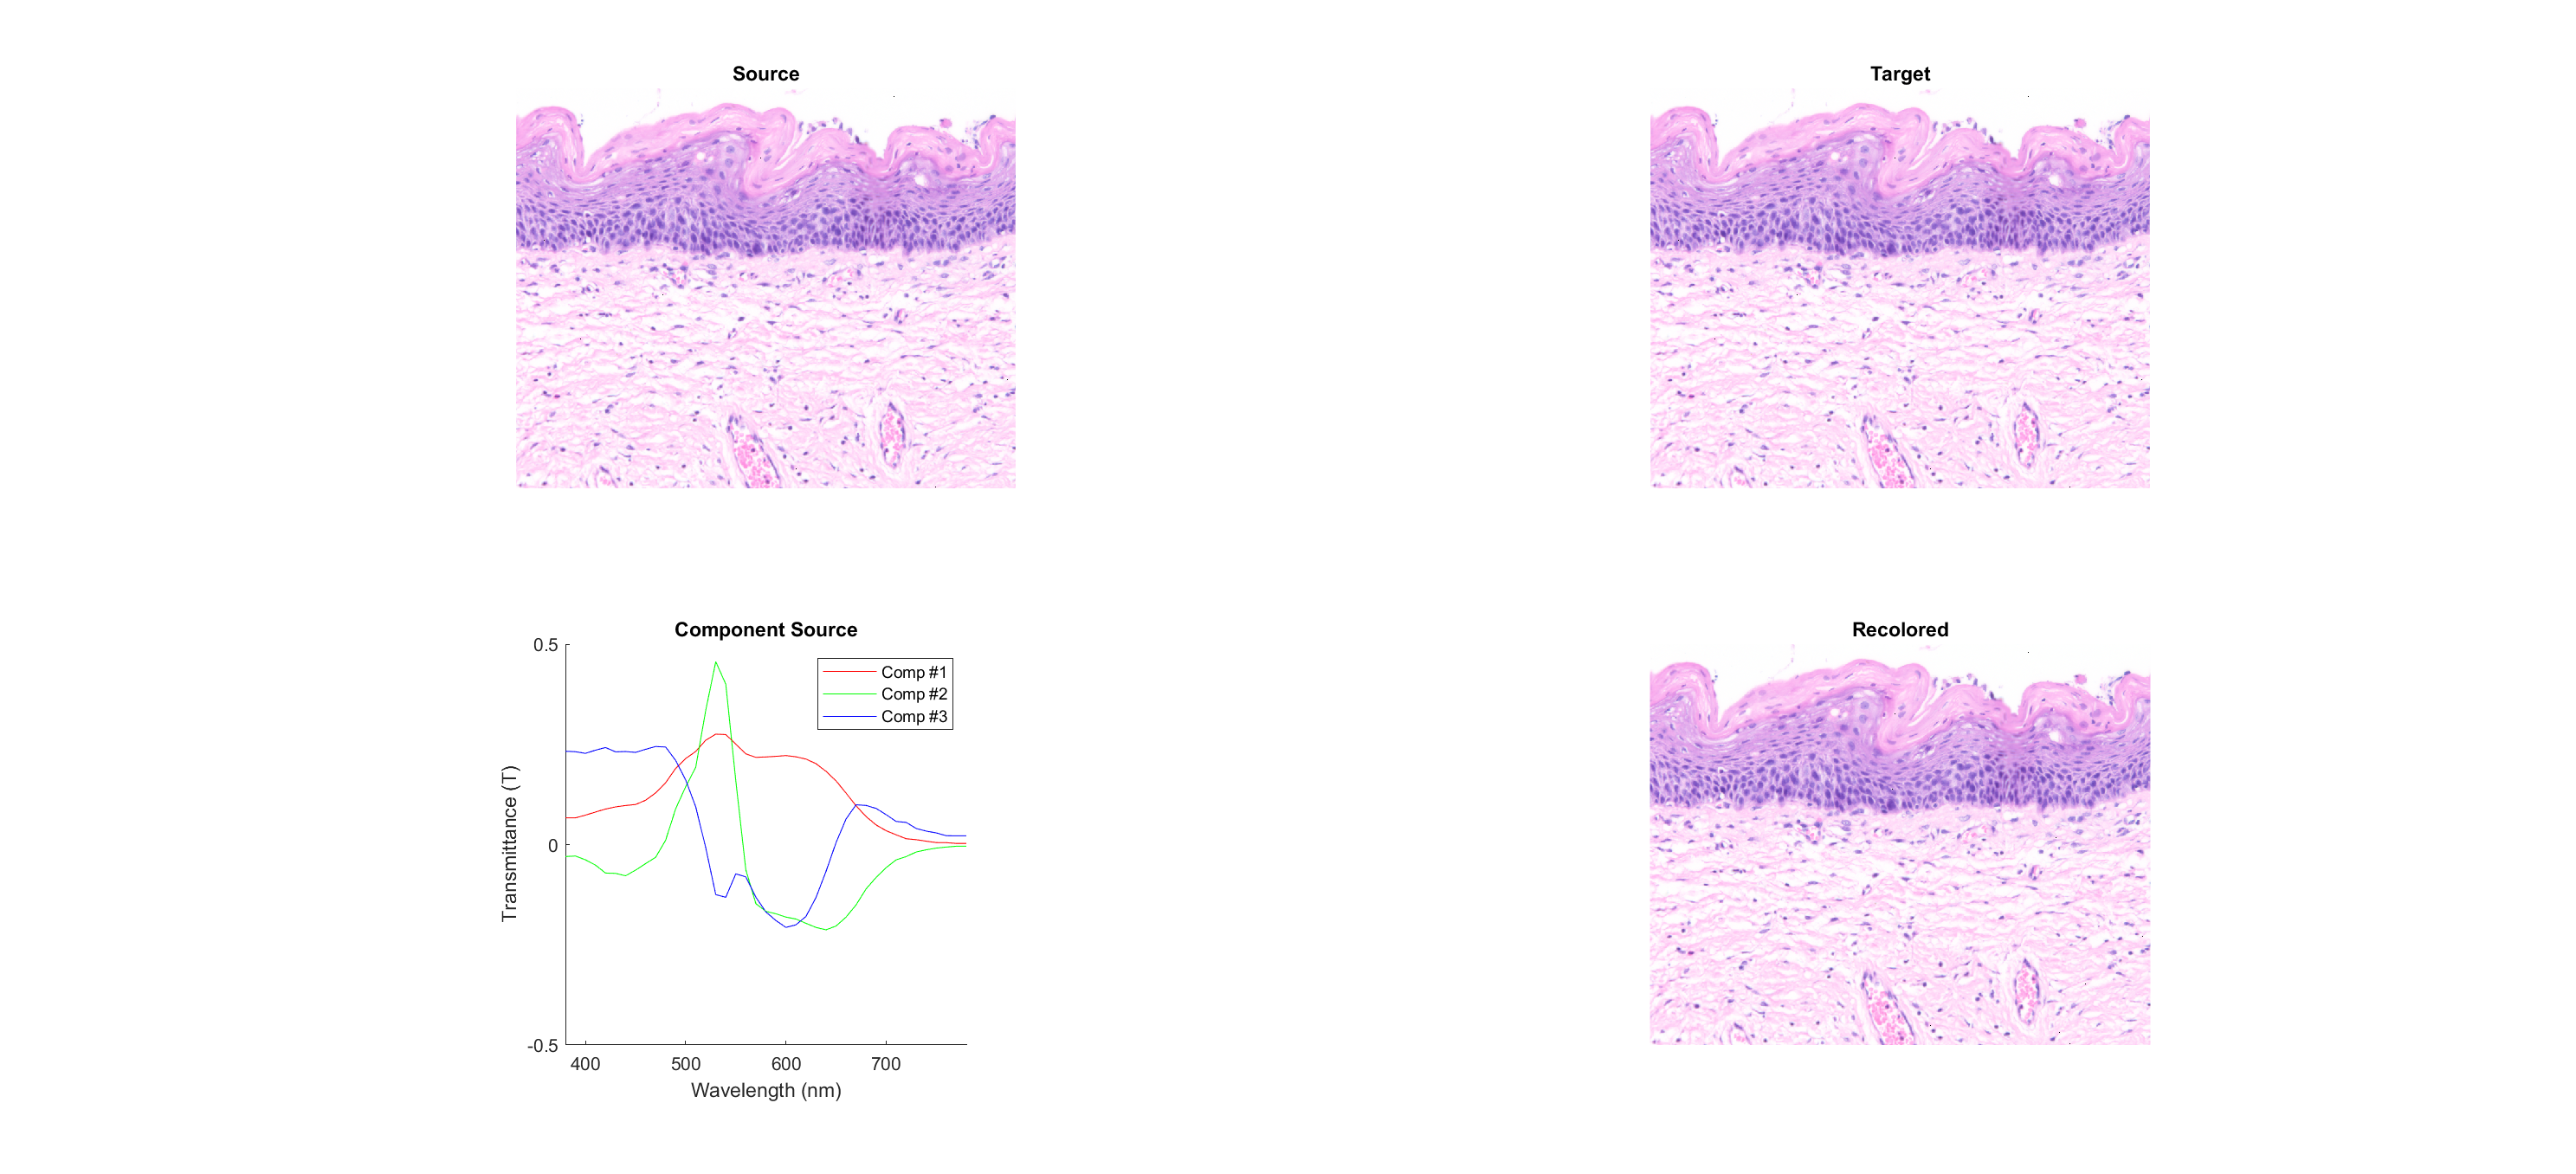 Source
Target
Component Source
0.5
0
-0.5
Transmittance (T)
Comp #1
Comp #2
Comp #3
400 500 600 700
Wavelength (nm)
Recolored